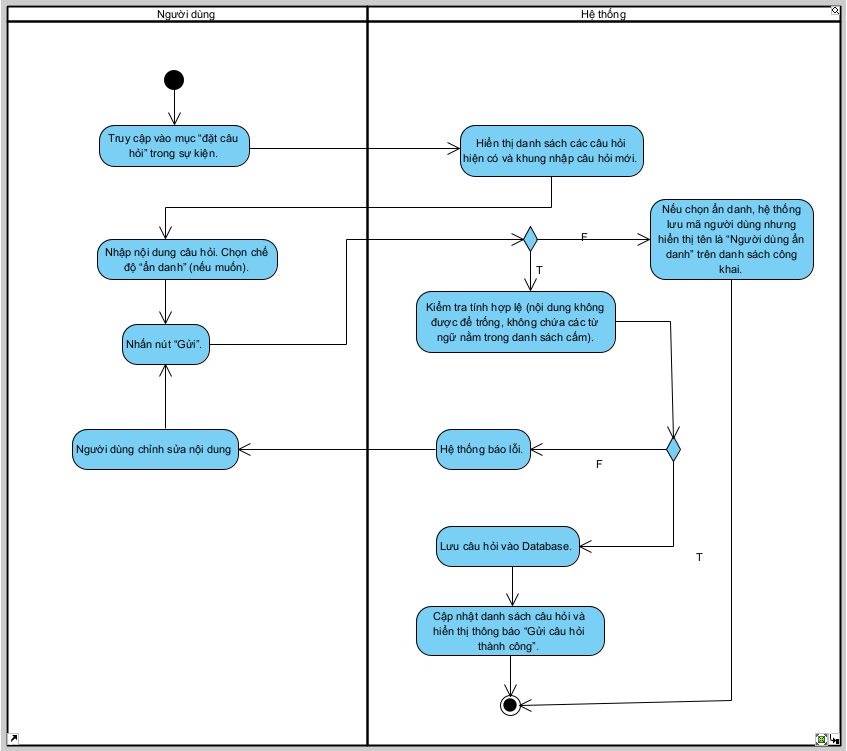 Người dùng
Hệ thống
Truy cập vào mục “đặt câu
hỏi” trong sự kiện.
Hiển thị danh sách các câu hỏi
hiện có và khung nhập câu hỏi mới.
Nhập nội dung câu hỏi. Chọn chế
độ “ẩn danh” (nếu muốn).
F
T
Nếu chọn ẩn danh, hệ thống
lưu mã người dùng nhưng
hiển thị tên là “Người dùng ẩn
danh” trên danh sách công
khai.
Kiểm tra tính hợp lệ (nội dung không
được để trống, không chứa các từ
ngữ nằm trong danh sách cấm).
Nhấn nút “Gửi”.
Người dùng chỉnh sửa nội dung
Hệ thống báo lỗi.
F
Lưu câu hỏi vào Database.
T
Cập nhật danh sách câu hỏi và
hiển thị thông báo “Gửi câu hỏi
thành công”.